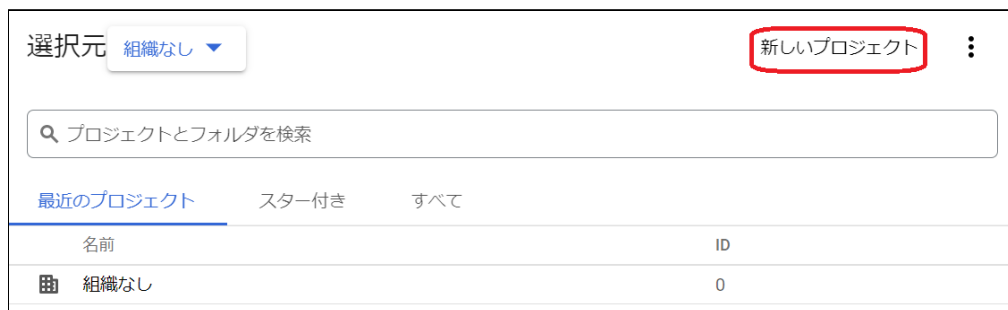 選択元 組織なし 新しいプロジェクト
プロジェクトとフォルダを検索
最近のプロジェクト スター付き すべて
名前 ID
組織なし 0